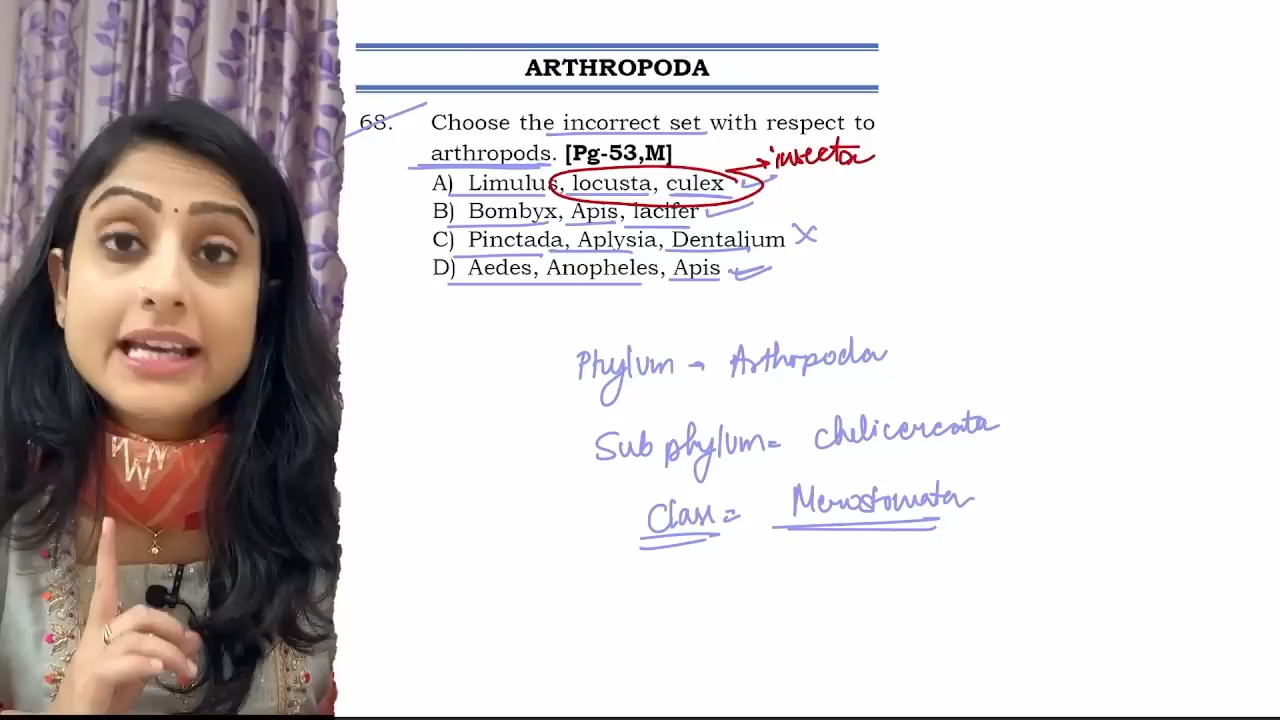 ARTHROPODA
68. Choose the incorrect set with respect to
arthropods. [Pg-53,M]
insecta
A) Limulus, locusta, culex
B) Bombyx, Apis, lacifer
C) Pinctada, Aplysia, Dentalium
D) Aedes, Anopheles, Apis
Phylum - Arthropoda
Sub phylum = chelicereata
Class = Merostomata